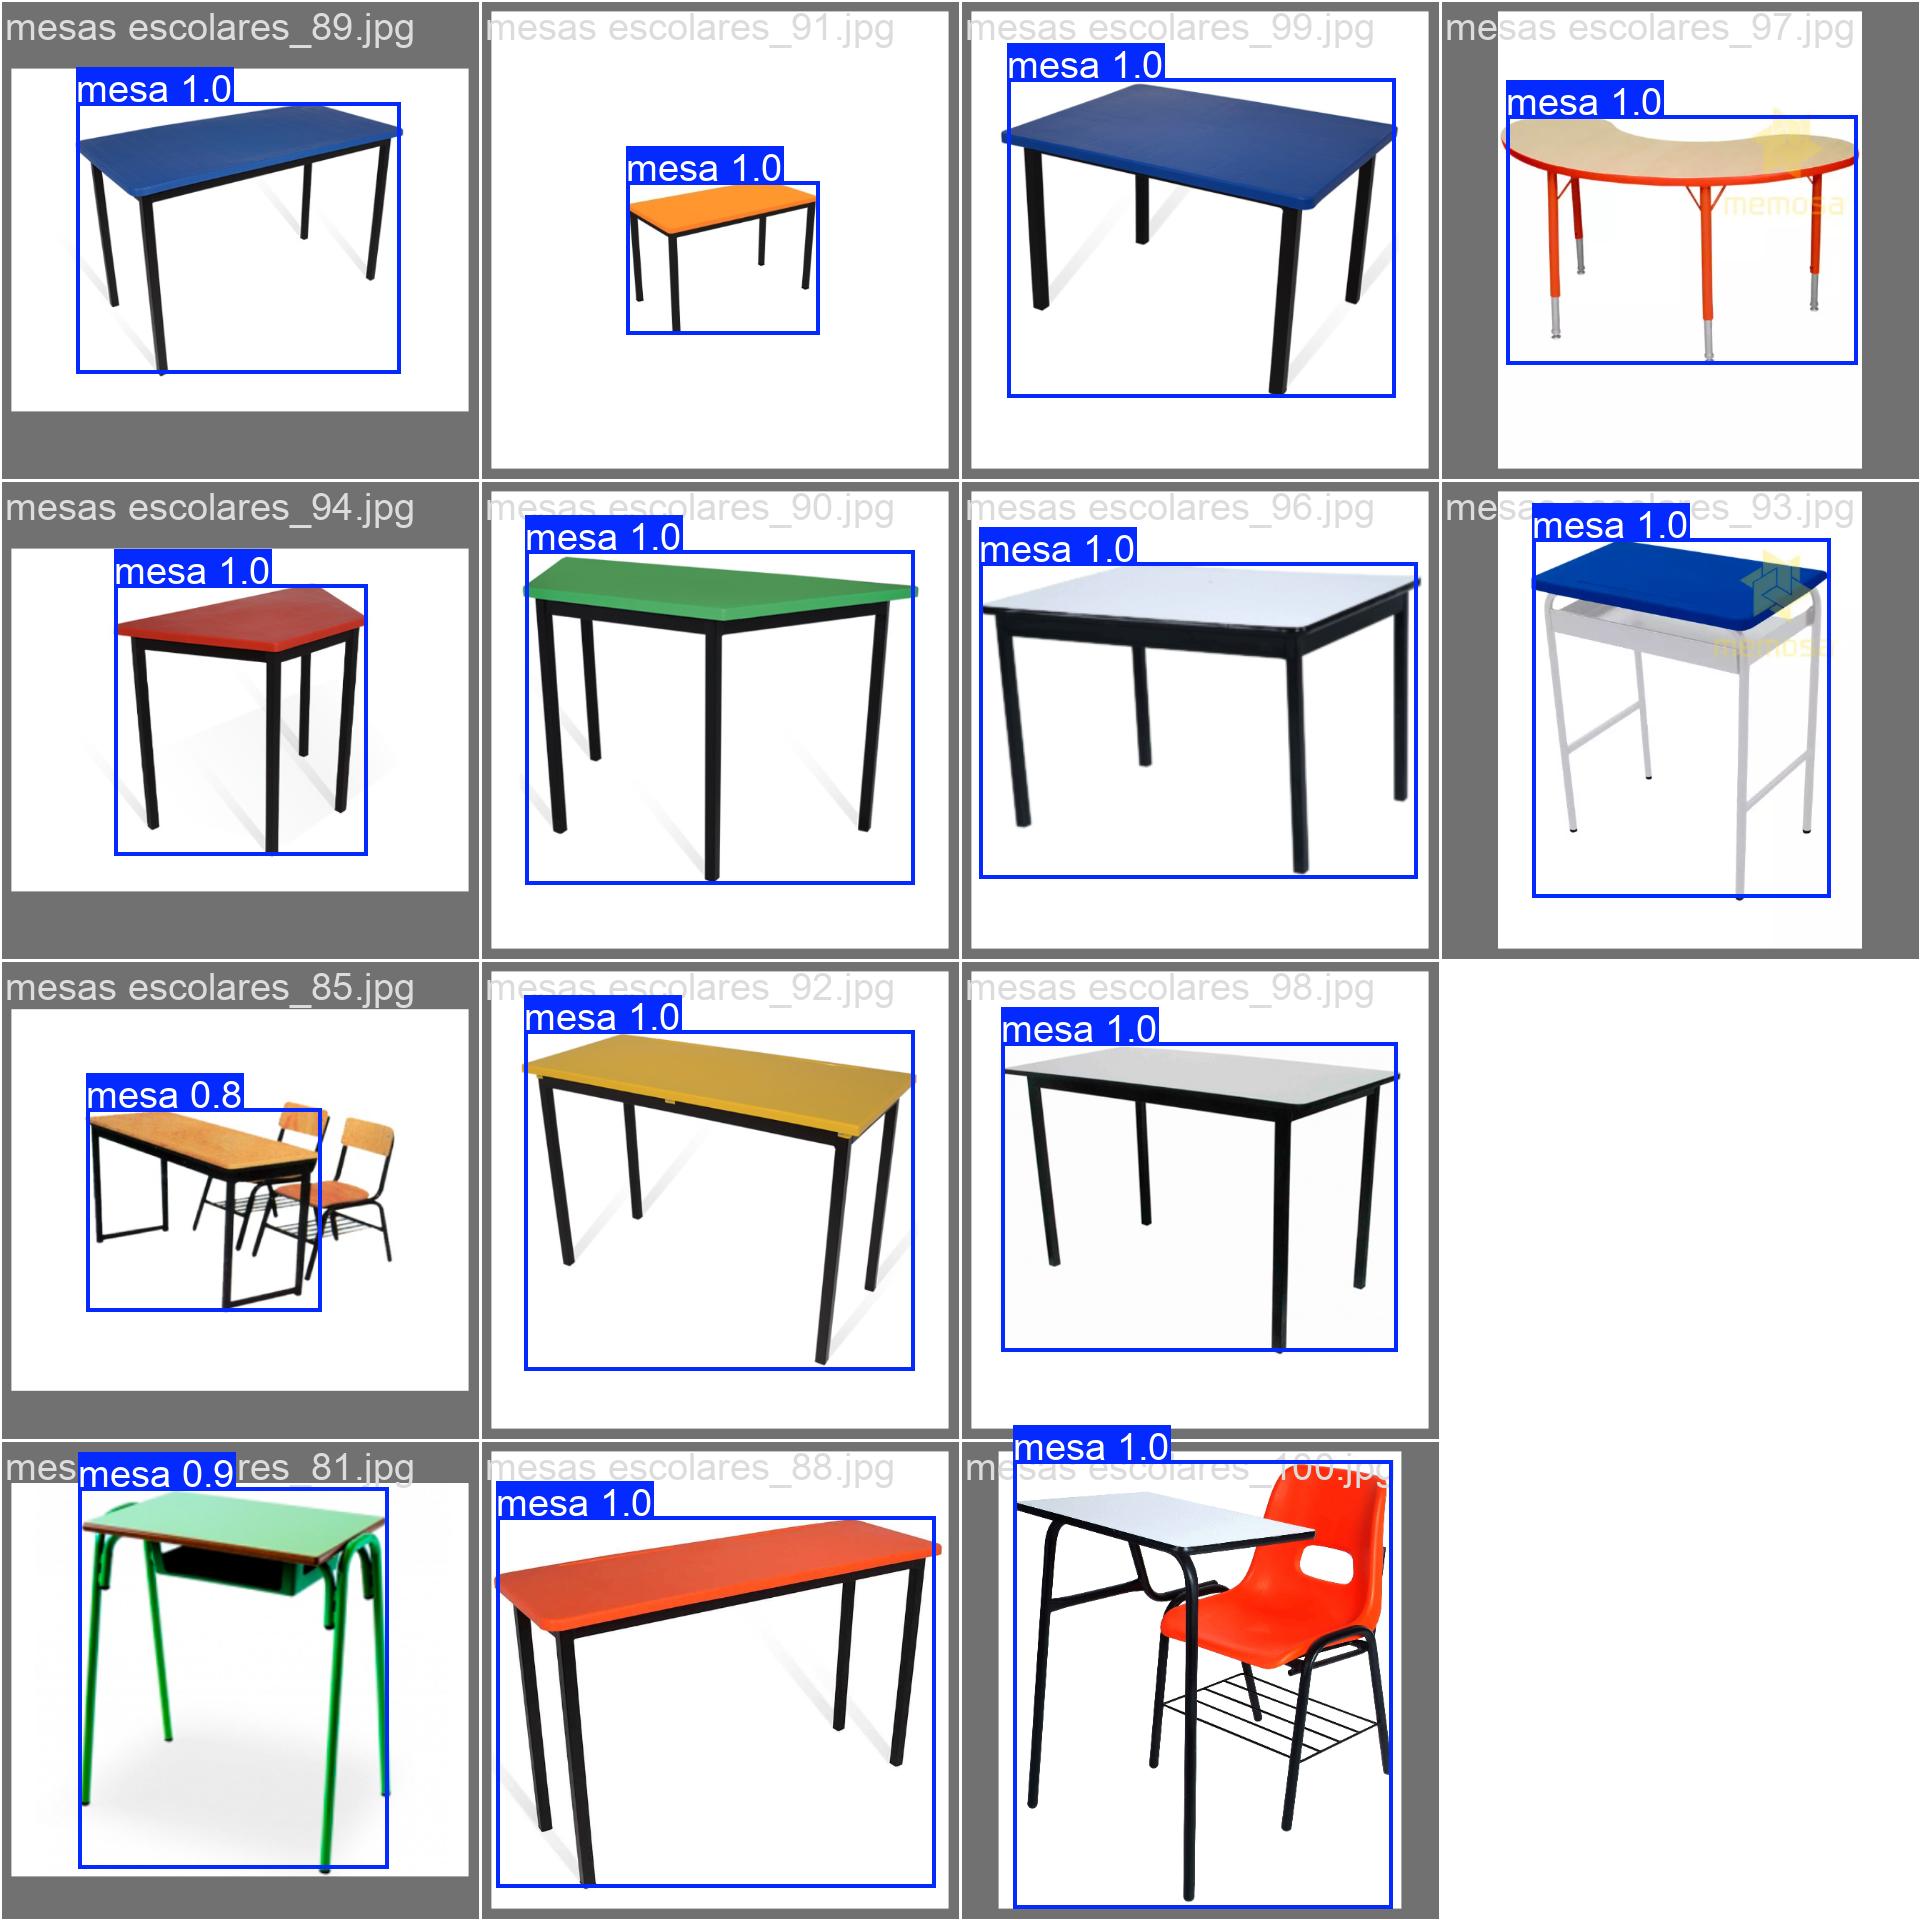 mesas escolares_89.jpg
mesa 1.0
mesas escolares_91.jpg
mesa 1.0
mesas escolares_99.jpg
mesa 1.0
mesas escolares_97.jpg
mesa 1.0
memosa
mesas escolares_94.jpg
mesa 1.0
mesas escolares_90.jpg
mesa 1.0
mesas escolares_96.jpg
mesa 1.0
mes res_93.jpg
mesa 1.0
memosa
mesas escolares_85.jpg
mesa 0.8
mesas escolares_92.jpg
mesa 1.0
mesas escolares_98.jpg
mesa 1.0
mes res_81.jpg
mesa 0.9
mesas escolares_88.jpg
mesa 1.0
mesas escolares_100.jpg
mesa 1.0